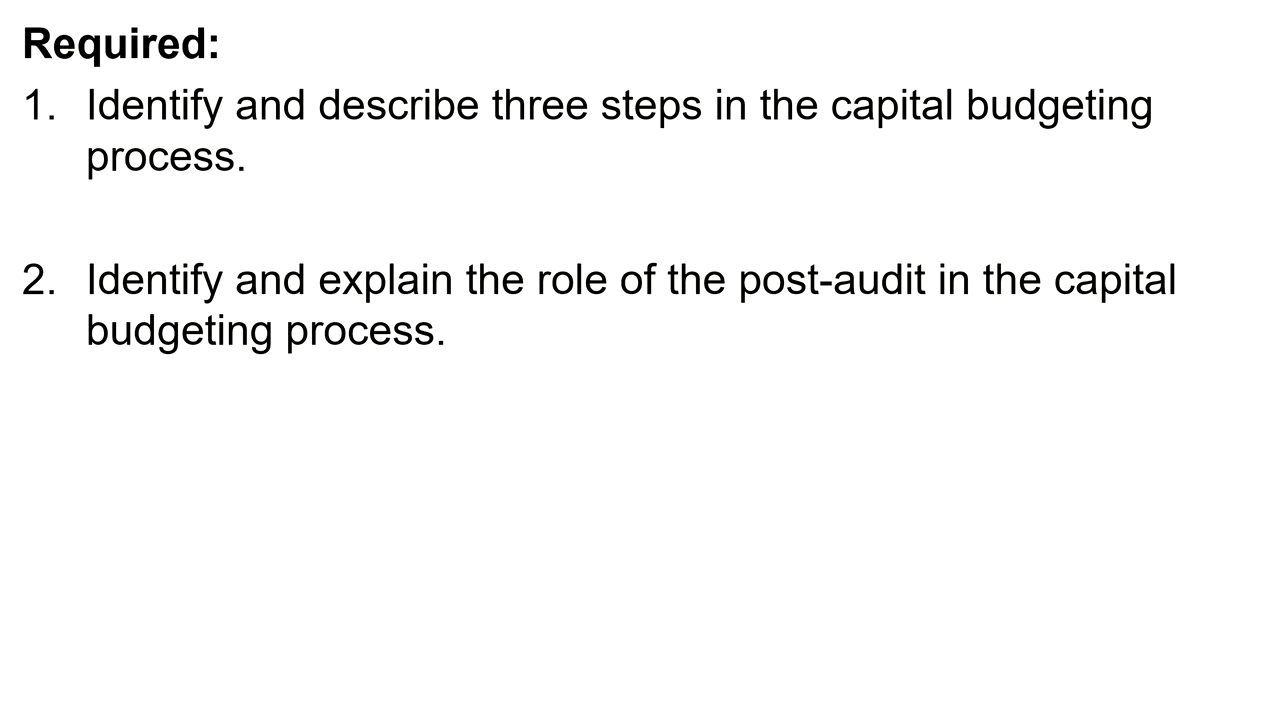 Required:
1. Identify and describe three steps in the capital budgeting
process.
2. Identify and explain the role of the post-audit in the capital
budgeting process.